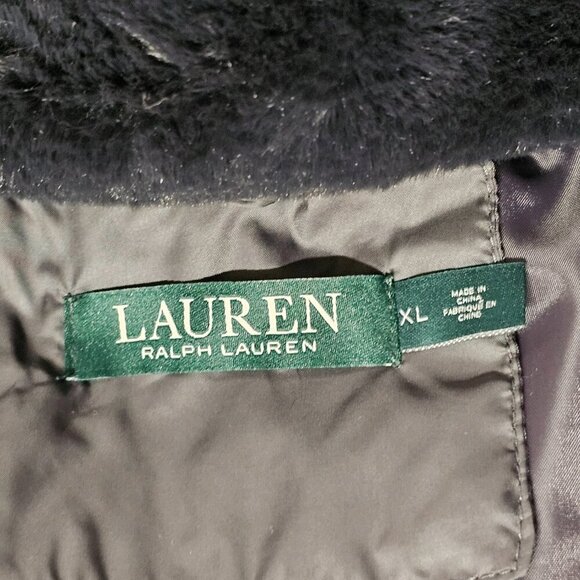 LAUREN
RALPH LAUREN
XL
MADE IN
CHINA
FABRIQUÉ EN
CHINE